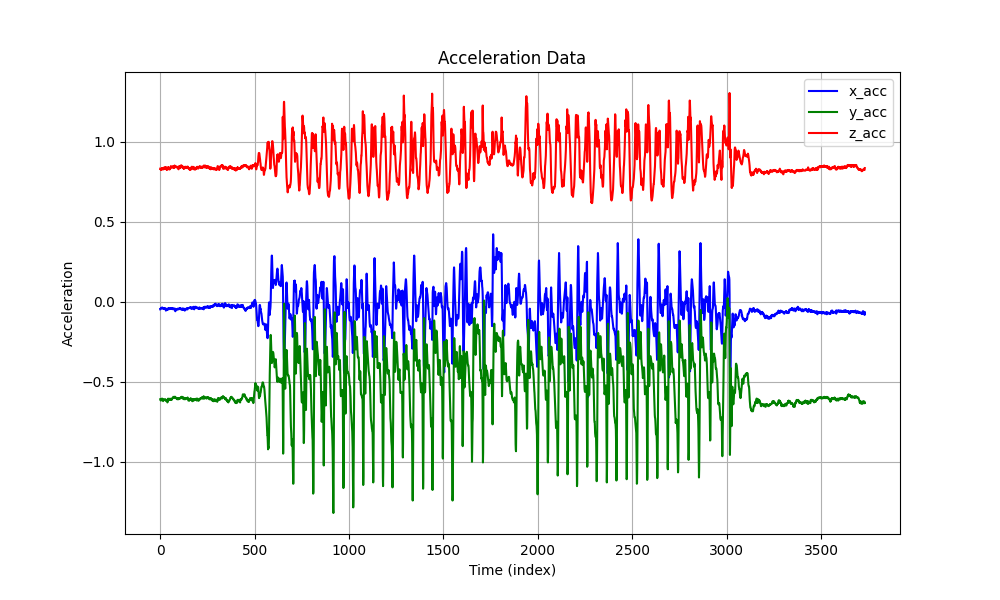 Acceleration Data
x_acc
y_acc
z_acc
1.0
0.5
0.0
−0.5
−1.0
Acceleration
0 500 1000 1500 2000 2500 3000 3500
Time (index)